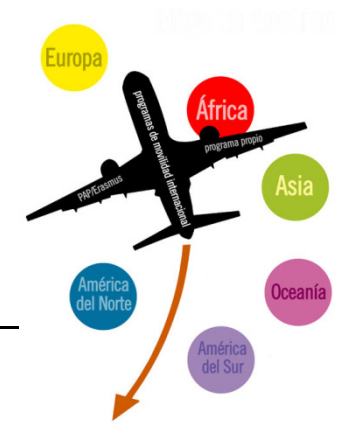 Europa
África
programas de movilidad internacional
programa propio
PAP/Erasmus
Asia
América
del Norte
Oceanía
América
del Sur